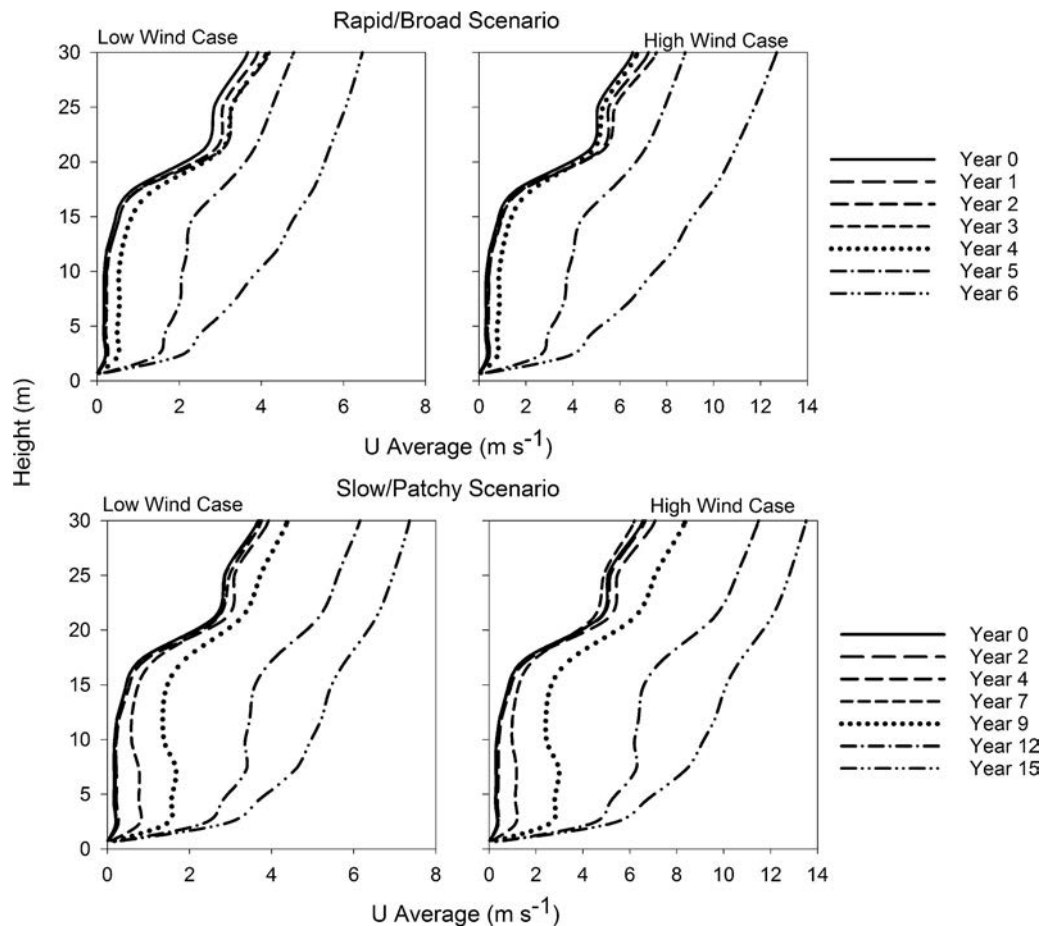 Rapid/Broad Scenario
Low Wind Case
High Wind Case
30
25
20
15
10
5
0
0 2 4 6 8
0 2 4 6 8 10 12 14
U Average (m s-1)
U Average (m s-1)
Year 0
Year 1
Year 2
Year 3
Year 4
Year 5
Year 6
Height (m)
Slow/Patchy Scenario
Low Wind Case
High Wind Case
30
25
20
15
10
5
0
0 2 4 6 8
0 2 4 6 8 10 12 14
U Average (m s-1)
U Average (m s-1)
Year 0
Year 2
Year 4
Year 7
Year 9
Year 12
Year 15